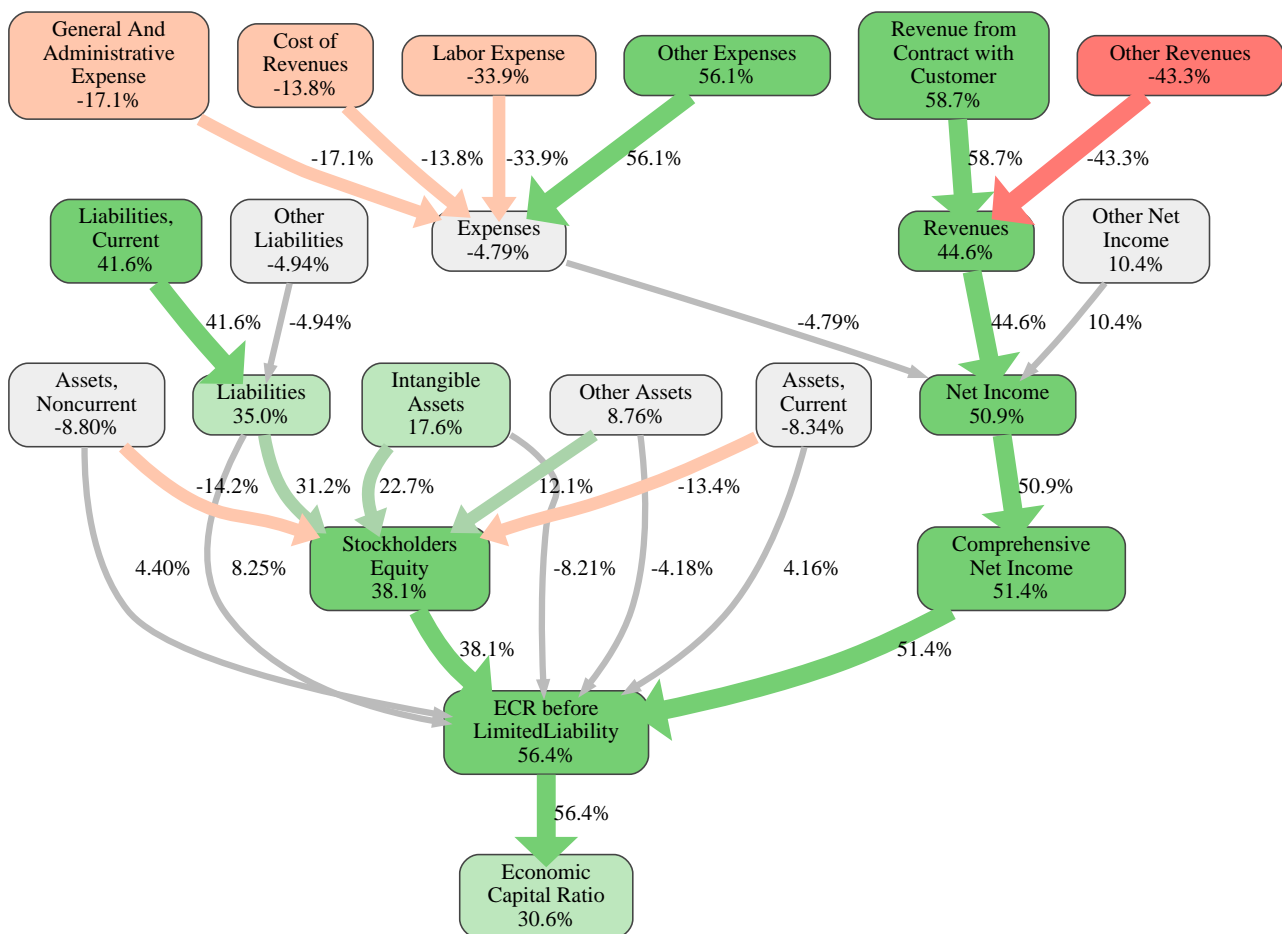 General And
Administrative
Expense
-17.1%
Cost of
Revenues
-13.8%
Labor Expense
-33.9%
Other Expenses
56.1%
Revenue from
Contract with
Customer
58.7%
Other Revenues
-43.3%
-17.1%
-13.8%
-33.9%
56.1%
58.7%
-43.3%
Liabilities,
Current
41.6%
Other
Liabilities
-4.94%
Expenses
-4.79%
Revenues
44.6%
Other Net
Income
10.4%
41.6%
-4.94%
-4.79%
44.6%
10.4%
Assets,
Noncurrent
-8.80%
Liabilities
35.0%
Intangible
Assets
17.6%
Other Assets
8.76%
Assets,
Current
-8.34%
Net Income
50.9%
-14.2%
31.2%
22.7%
12.1%
-13.4%
50.9%
Stockholders
Equity
38.1%
Comprehensive
Net Income
51.4%
4.40%
8.25%
-8.21%
-4.18%
4.16%
38.1%
51.4%
ECR before
LimitedLiability
56.4%
56.4%
Economic
Capital Ratio
30.6%